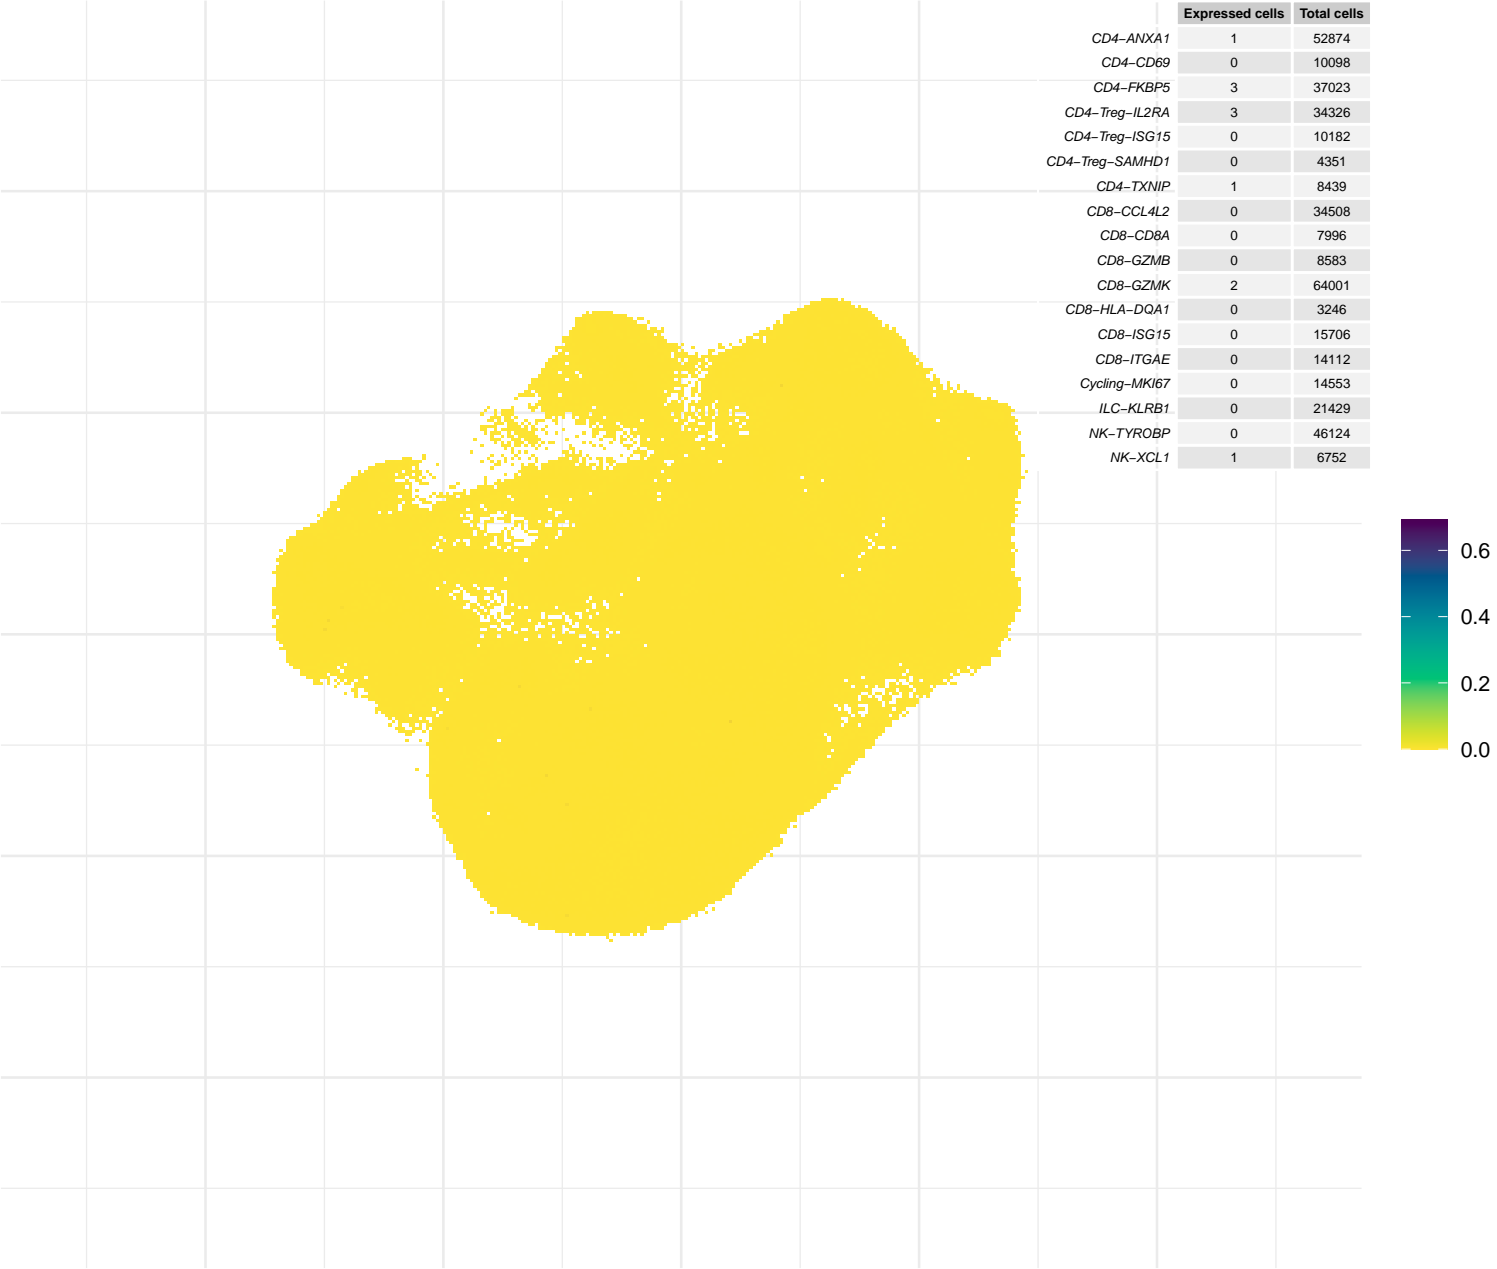 Expressed cells Total cells
CD4−ANXA1 1 52874
CD4−CD69 0 10098
CD4−FKBP5 3 37023
CD4−Treg−IL2RA 3 34326
CD4−Treg−ISG15 0 10182
CD4−Treg−SAMHD1 0 4351
CD4−TXNIP 1 8439
CD8−CCL4L2 0 34508
CD8−CD8A 0 7996
CD8−GZMB 0 8583
CD8−GZMK 2 64001
CD8−HLA−DQA1 0 3246
CD8−ISG15 0 15706
CD8−ITGAE 0 14112
Cycling−MKI67 0 14553
ILC−KLRB1 0 21429
NK−TYROBP 0 46124
NK−XCL1 1 6752
0.6
0.4
0.2
0.0